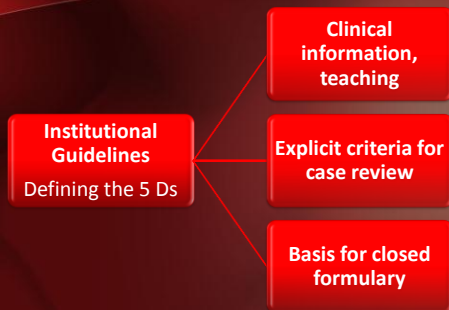 Institutional
Guidelines
Defining the 5 Ds
Clinical
information,
teaching
Explicit criteria for
case review
Basis for closed
formulary